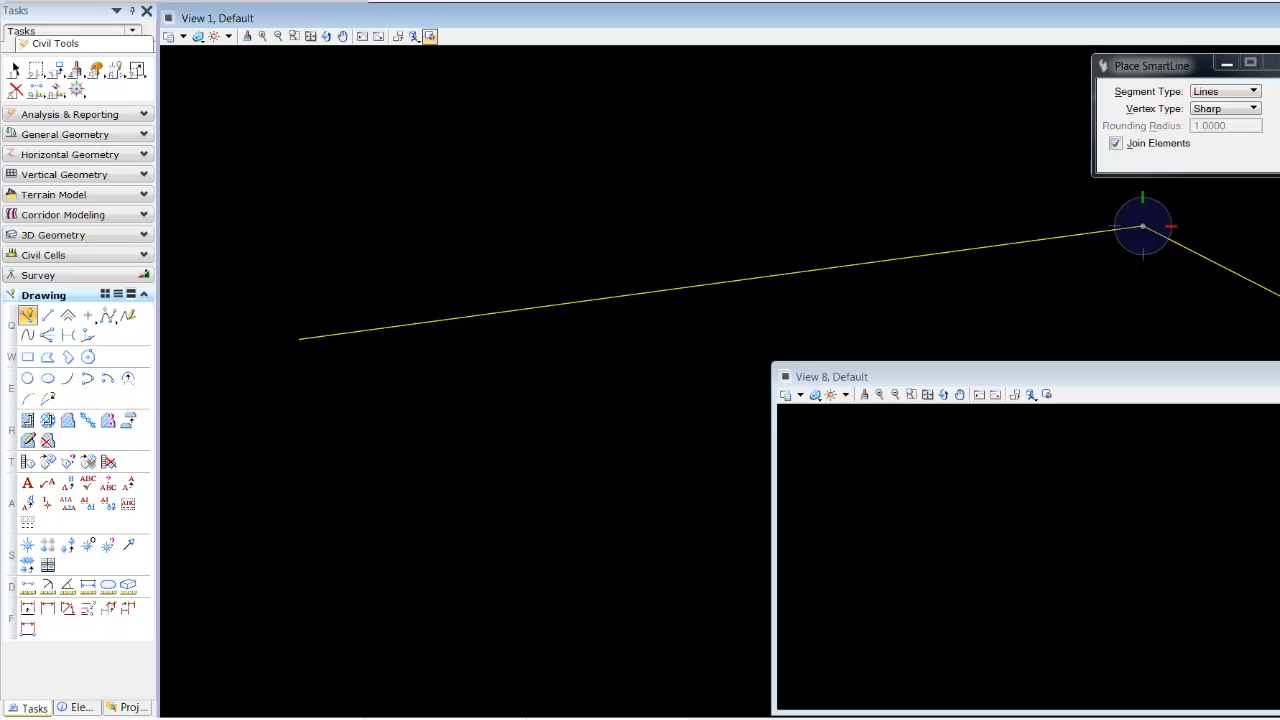 Tasks
Tasks
Civil Tools
Analysis & Reporting
General Geometry
Horizontal Geometry
Vertical Geometry
Terrain Model
Corridor Modeling
3D Geometry
Civil Cells
Survey
Drawing
Q
W
E
R
T
A
S
D
F
Tasks
Ele...
Proj...
View 1, Default
Place SmartLine
Segment Type: Lines
Vertex Type: Sharp
Rounding Radius: 1.0000
Join Elements
View 8, Default